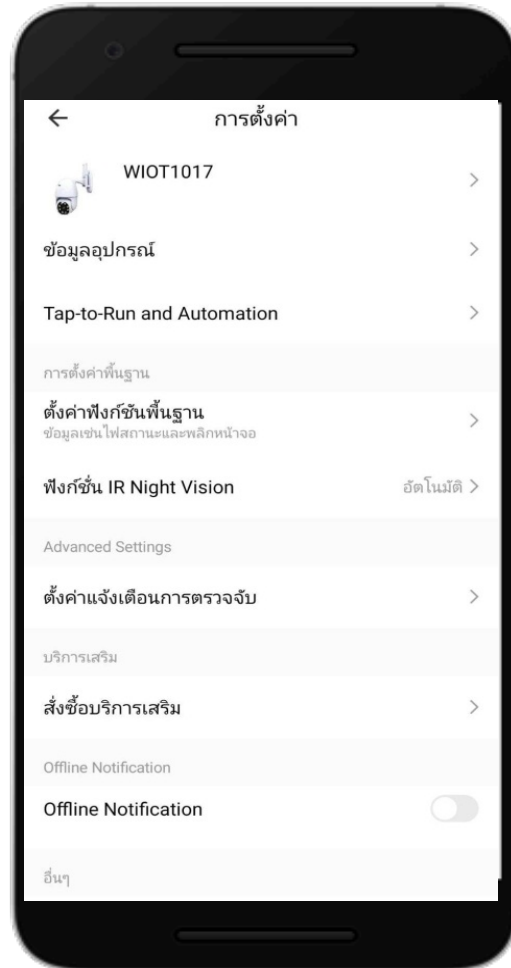 การตั้งค่า
WIOT1017
ข้อมูลอุปกรณ์
Tap-to-Run and Automation
การตั้งค่าพื้นฐาน
ตั้งค่าฟังก์ชันพื้นฐาน
ข้อมูลเช่นไฟสถานะและพลิกหน้าจอ
ฟังก์ชั่น IR Night Vision อัตโนมัติ
Advanced Settings
ตั้งค่าแจ้งเตือนการตรวจจับ
บริการเสริม
สั่งซื้อบริการเสริม
Offline Notification
Offline Notification
อื่นๆ